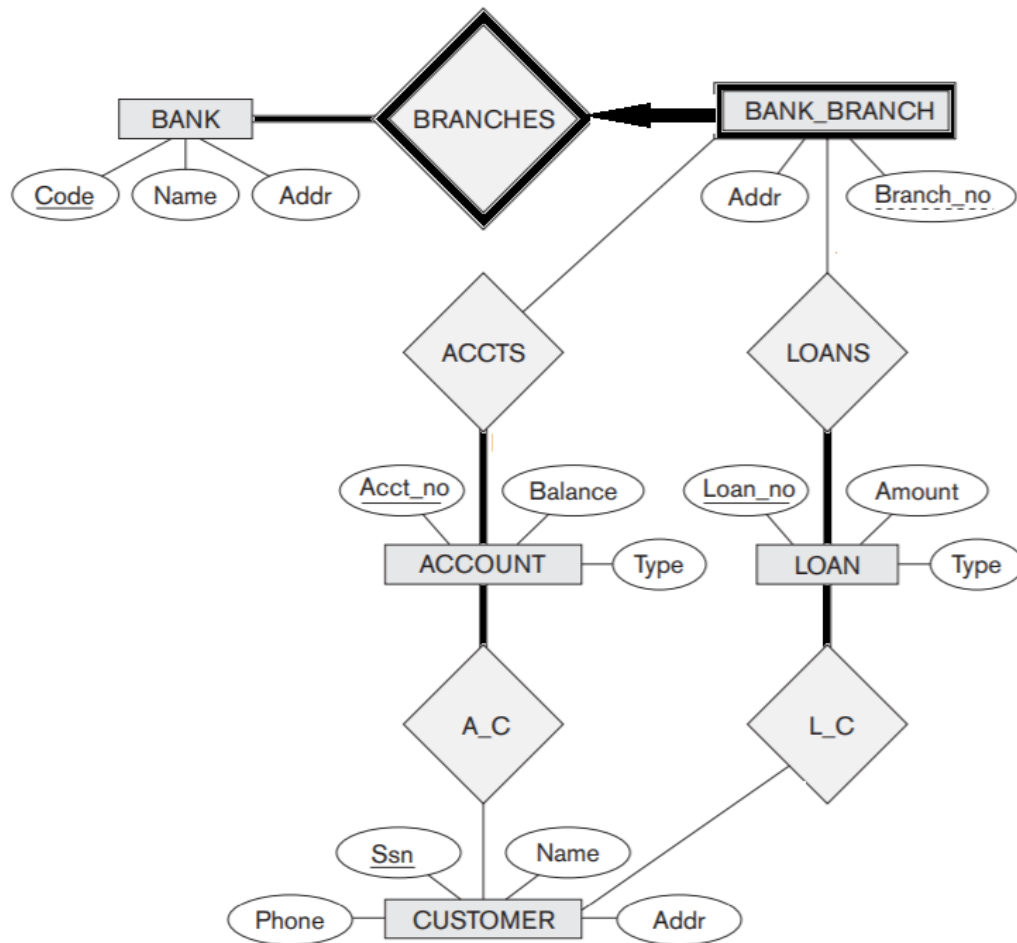 BANK
BRANCHES
BANK_BRANCH
Code
Name
Addr
Addr
Branch_no
ACCTS
LOANS
Acct_no
Balance
Loan_no
Amount
ACCOUNT
Type
LOAN
Type
A_C
L_C
Ssn
Name
Phone
CUSTOMER
Addr